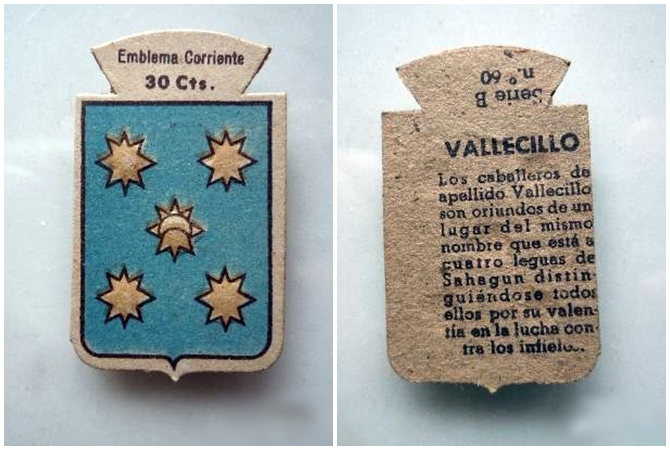 Emblema Corriente
30 Cts.
Serie B
n.º 60
VALLECILLO
Los caballeros de
apellido Vallecillo
son oriundos de un
lugar del mismo
nombre que está a
cuatro leguas de
Sahagun distin-
guiéndose todos
ellos por su valen-
tía en la lucha con-
tra los infieles.